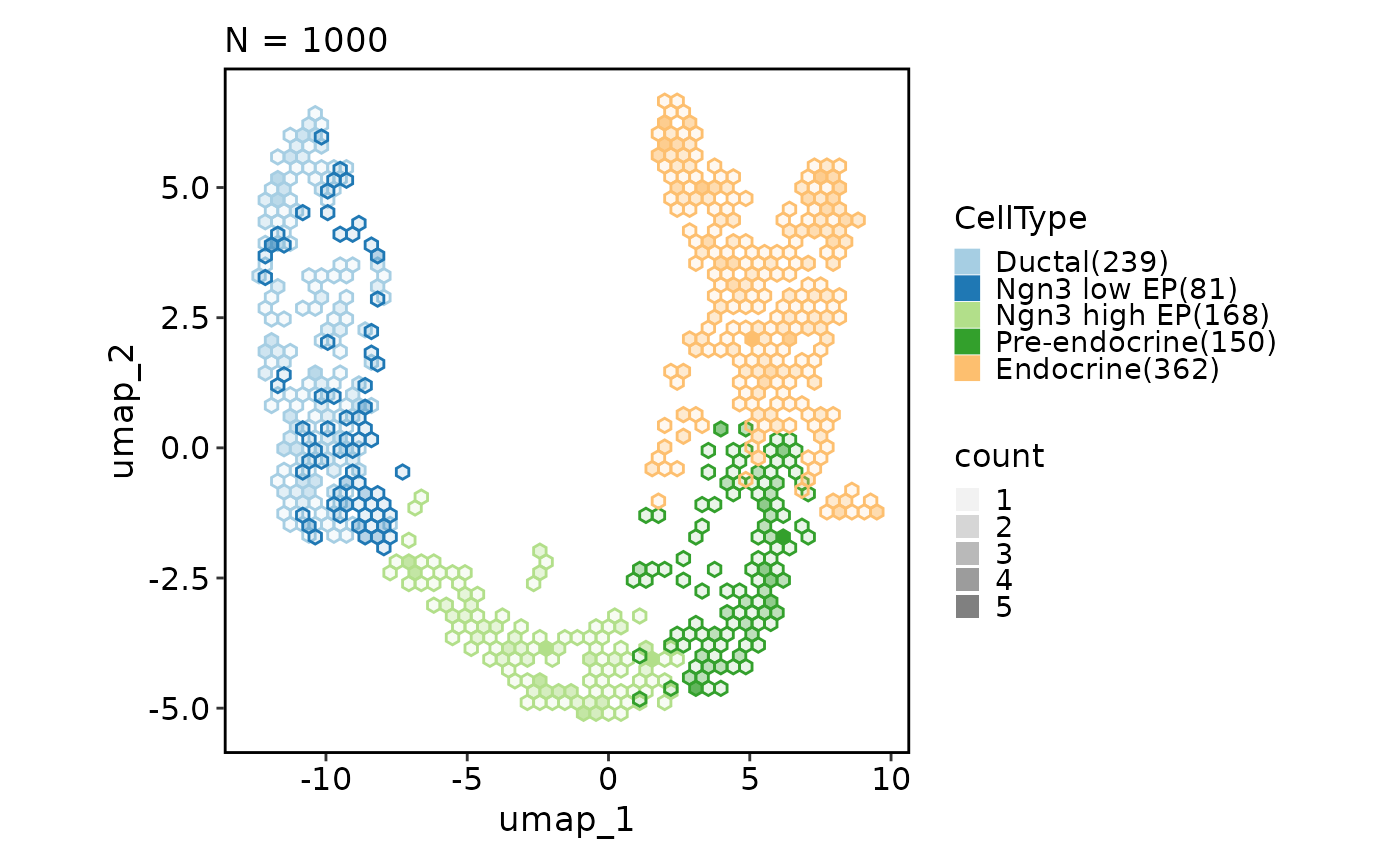 N = 1000
umap_2
5.0
2.5
0.0
-2.5
-5.0
-10
-5
0
5
10
umap_1
CellType
Ductal(239)
Ngn3 low EP(81)
Ngn3 high EP(168)
Pre-endocrine(150)
Endocrine(362)
count
1
2
3
4
5